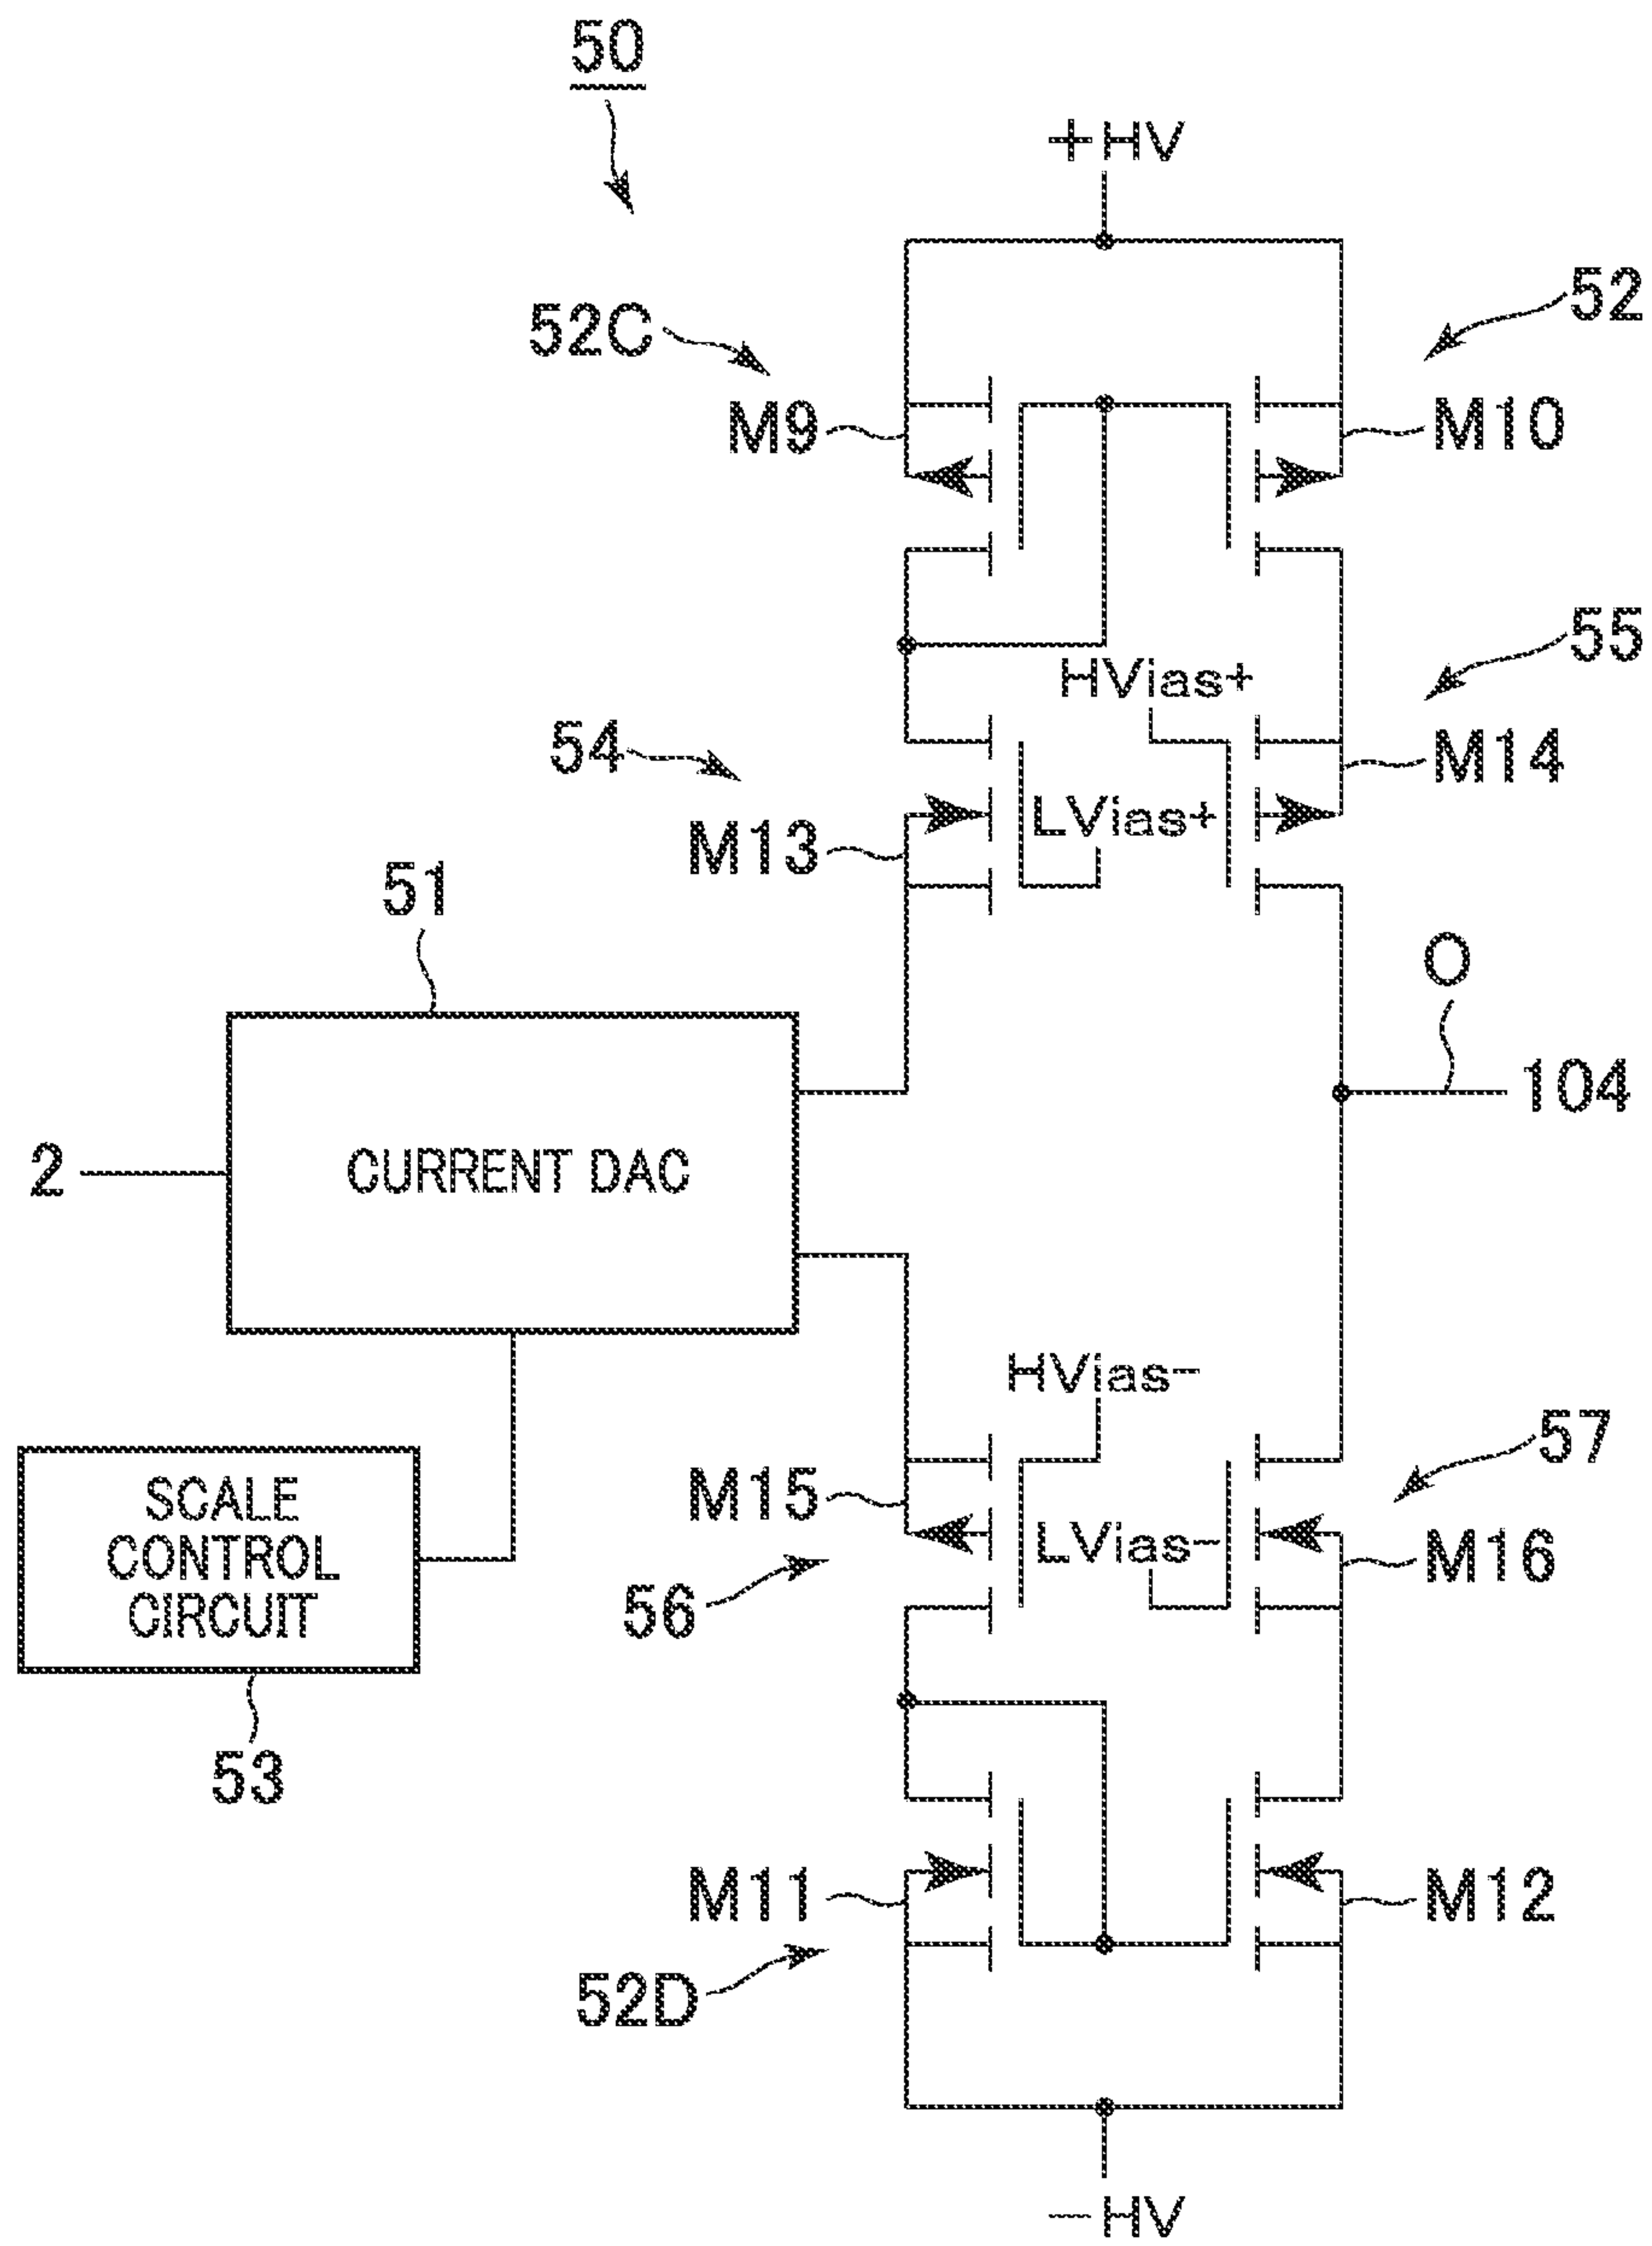 50
+HV
52
52C
M9
M10
55
HVias+
54
M14
LVias+
M13
51
O
104
CURRENT DAC
2
HVias-
57
M15
SCALE
CONTROL
CIRCUIT
LVias-
M16
56
53
M11
M12
52D
-HV